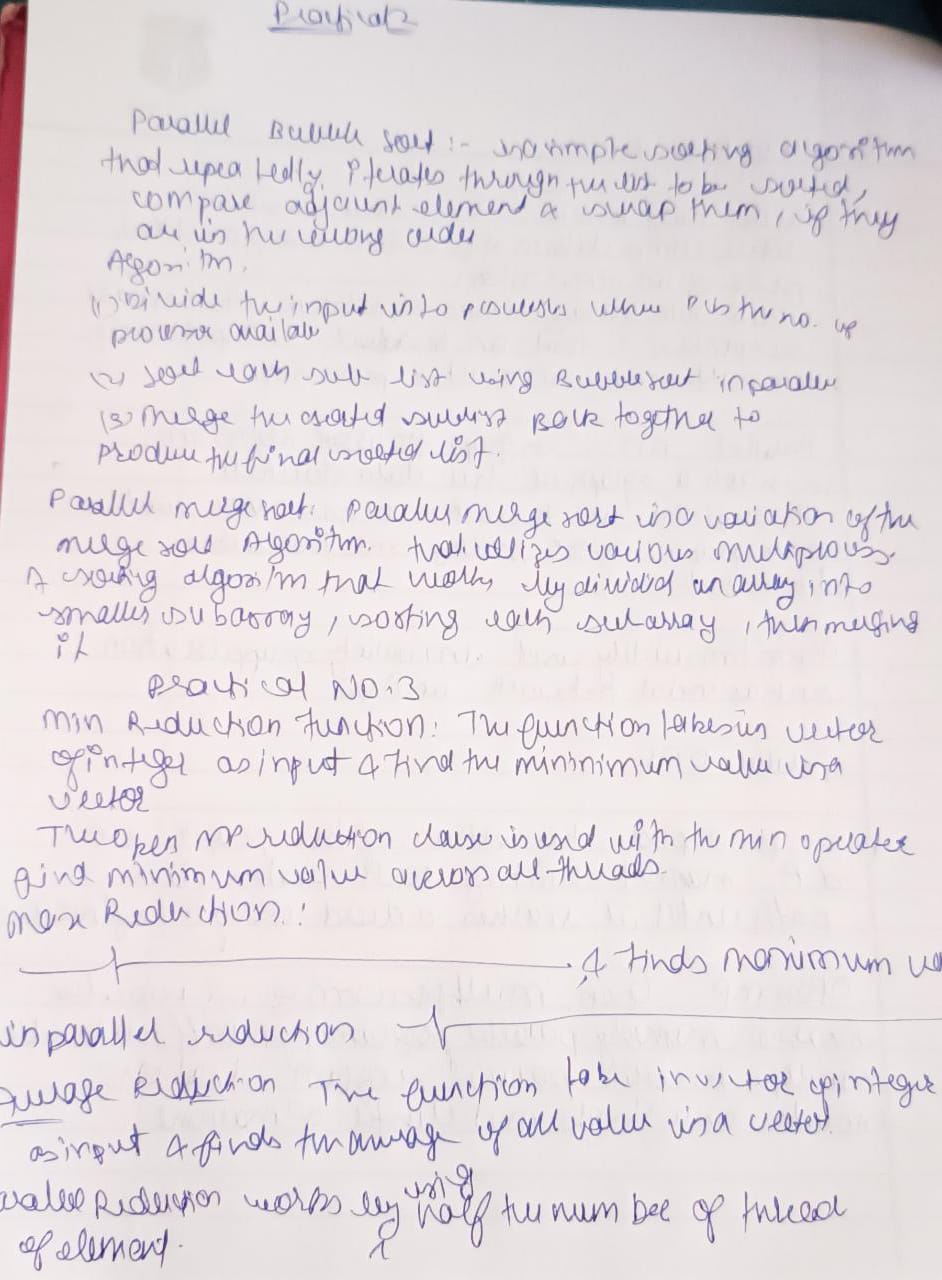 Practical 2
Parallel Bubble Sort :- is a simple sorting algorithm
that repea tedly iterates through the list to be sorted,
compare adjacent element & swap them, if they
are in the wrong order
Algorithm.
(1) Divide the input into processes where P is the no. of
processor available
(2) sort each sub list using Bubble sort in parallel
(3) Merge the sorted sublist Back together to
produce the final sorted list.
Parallel merge sort: Parallel merge sort is a variation of the
merge sort Algorithm. that utilizes various
A sorting algorithm that works by divided an array into
smaller subarray, sorting each subarray, then merging
it
Practical NO:3
Min Reduction function: The function takes in vector
of integer as input & find the mininimum value in a
vector
The Open MP reduction clause is used with the min operator
find minimum value across all threads.
Max Reduction:
& finds maximum va
in parallel reduction
Average Reduction The function take in vector of integer
as input & finds the average of all value in a vector.
Reduction works by using half the number of thread
of element.